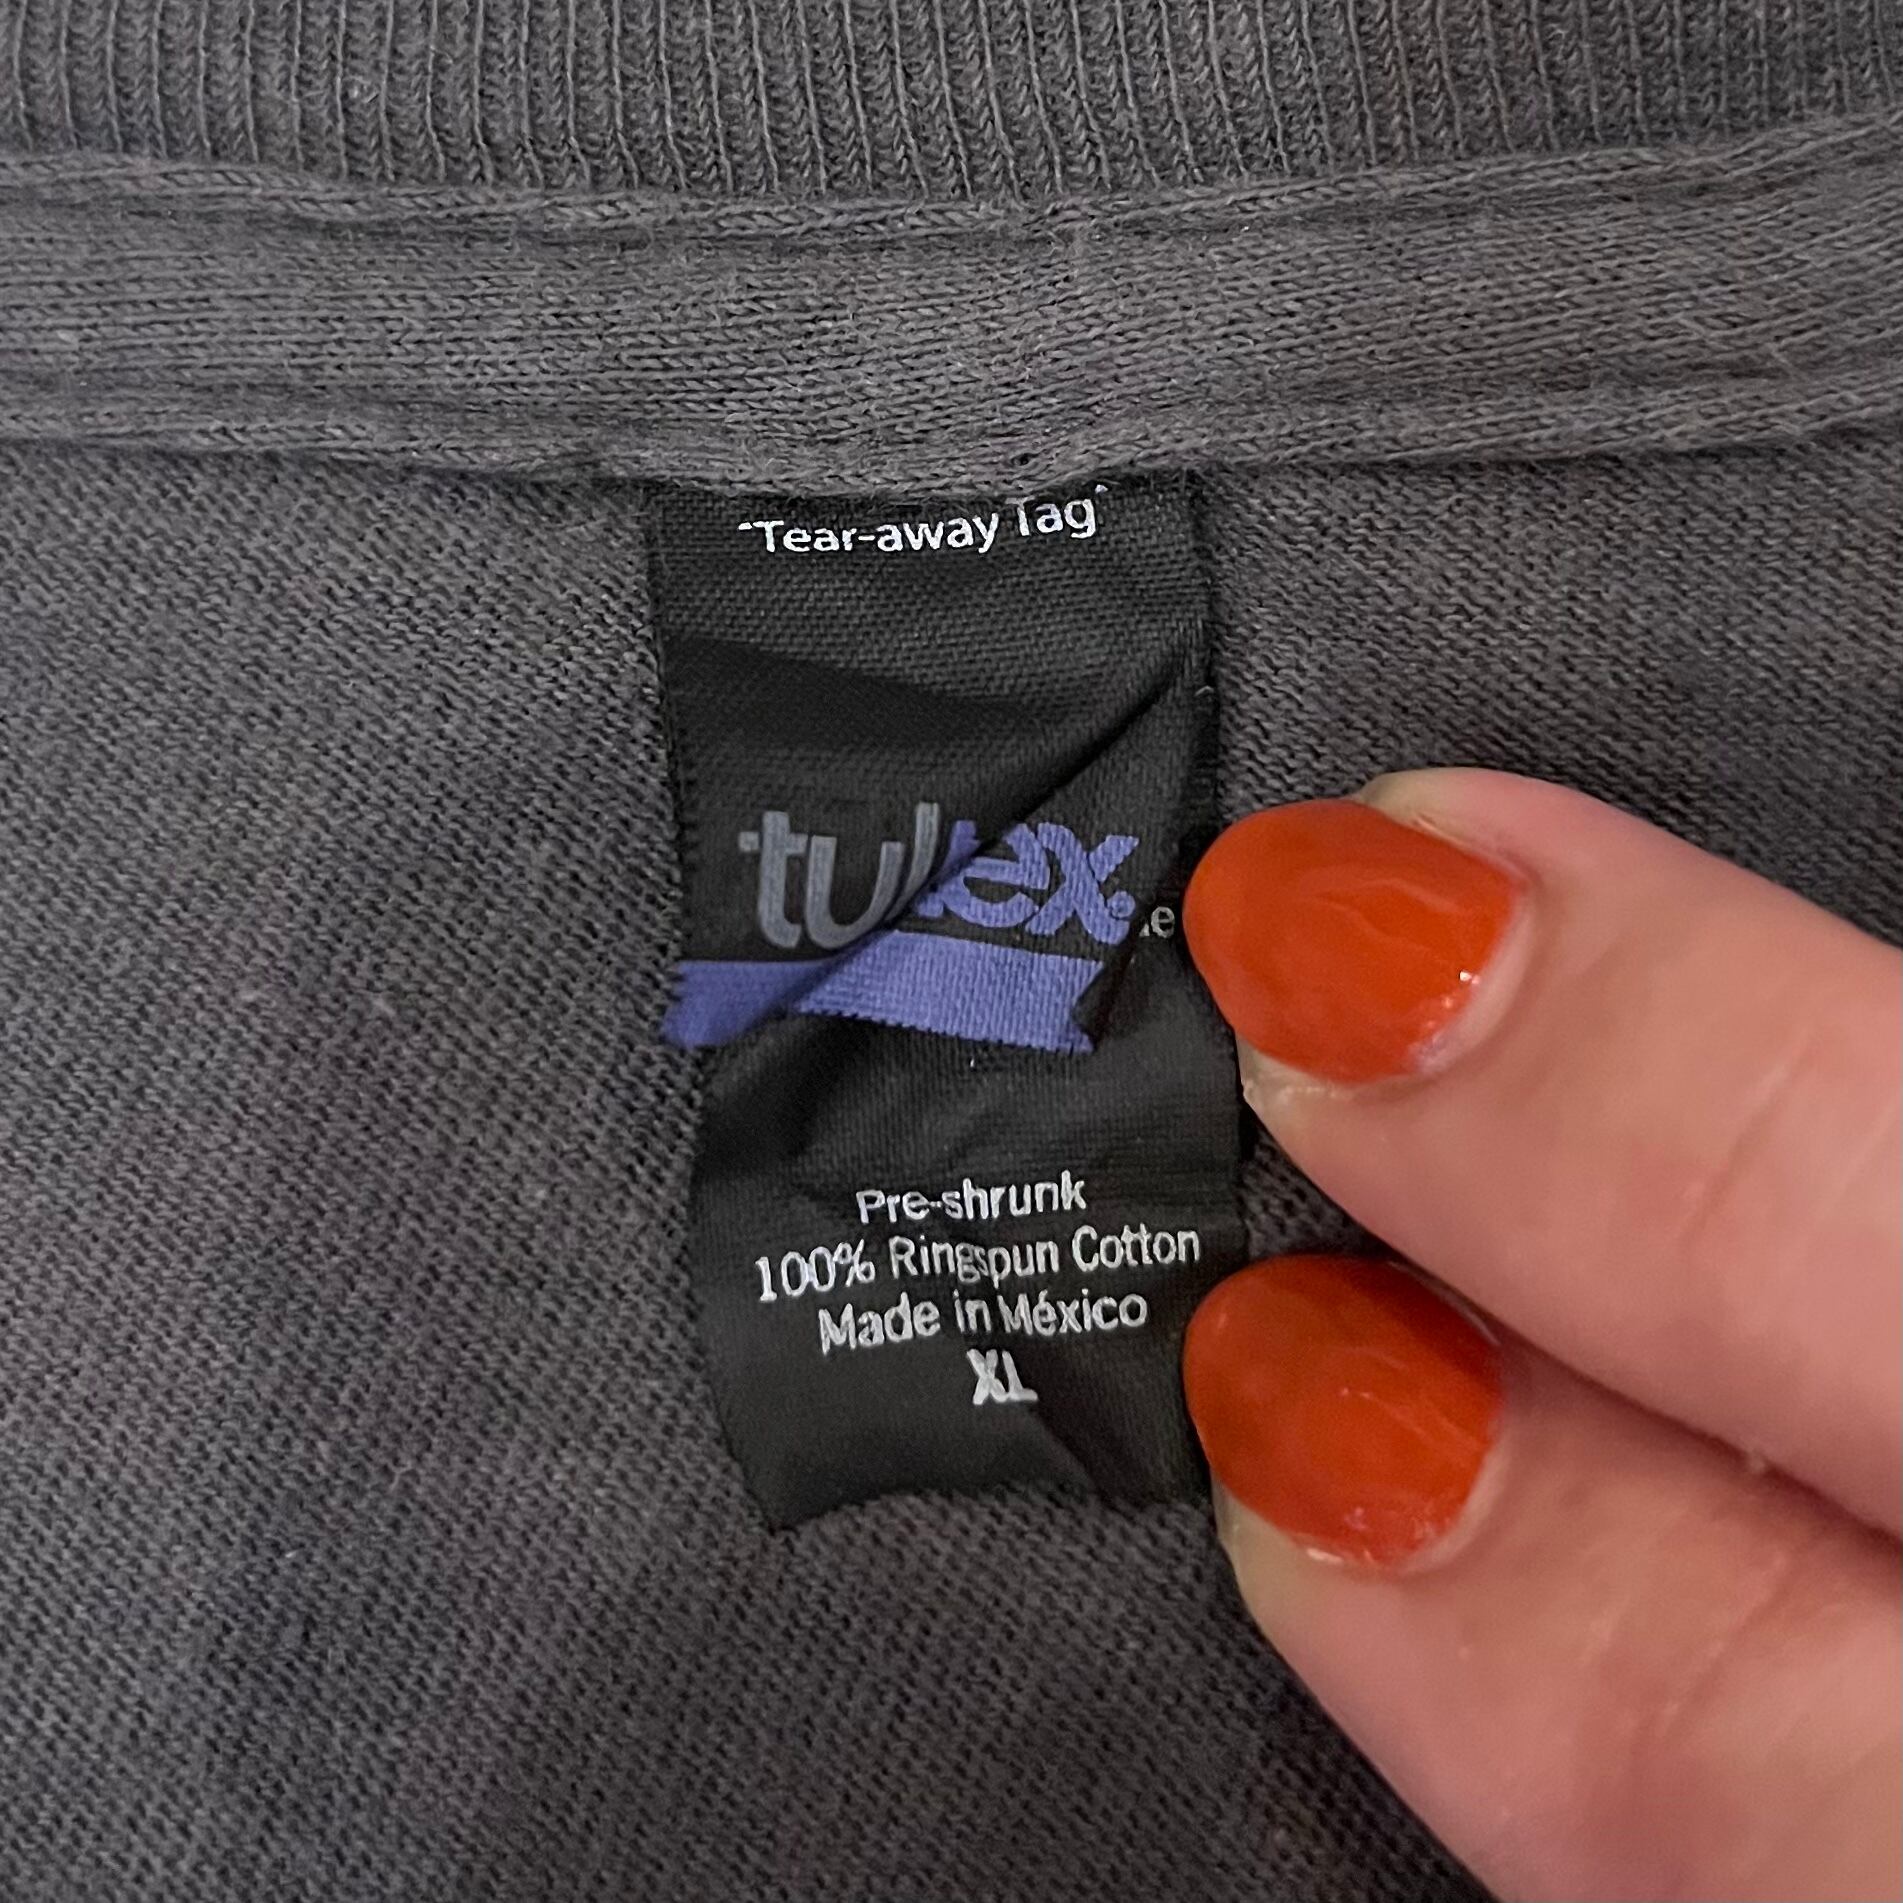 "Tear-away Tag"
tultex®
Pre-shrunk
100% Ringspun Cotton
Made in México
XL